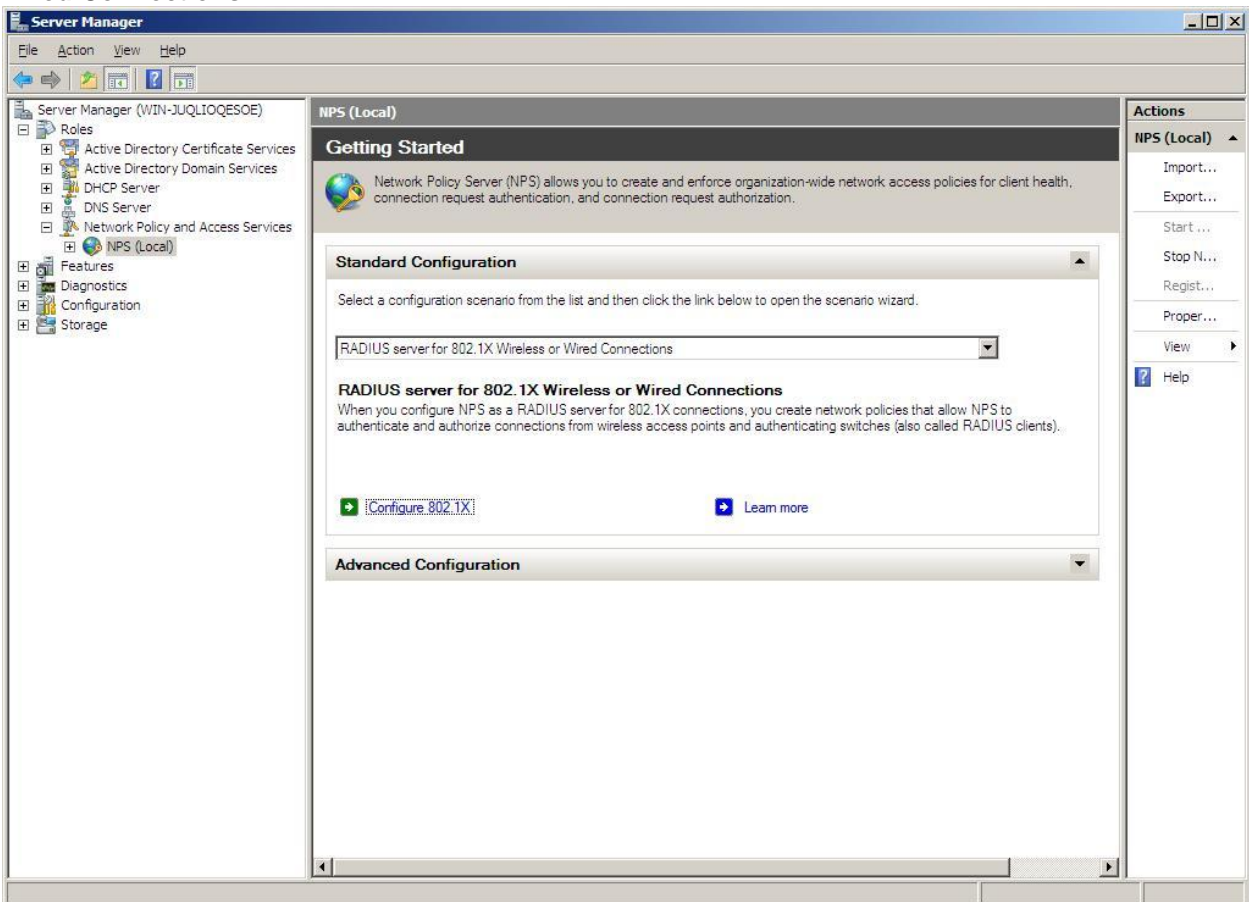 Server Manager
File Action View Help
Server Manager (WIN-JUQLIOQESOE)
Roles
Active Directory Certificate Services
Active Directory Domain Services
DHCP Server
DNS Server
Network Policy and Access Services
NPS (Local)
Features
Diagnostics
Configuration
Storage
NPS (Local)
Getting Started
Network Policy Server (NPS) allows you to create and enforce organization-wide network access policies for client health,
connection request authentication, and connection request authorization.
Standard Configuration
Select a configuration scenario from the list and then click the link below to open the scenario wizard.
RADIUS server for 802.1X Wireless or Wired Connections
RADIUS server for 802.1X Wireless or Wired Connections
When you configure NPS as a RADIUS server for 802.1X connections, you create network policies that allow NPS to
authenticate and authorize connections from wireless access points and authenticating switches (also called RADIUS clients).
Configure 802.1X
Learn more
Advanced Configuration
Actions
NPS (Local)
Import...
Export...
Start ...
Stop N...
Regist...
Proper...
View
Help